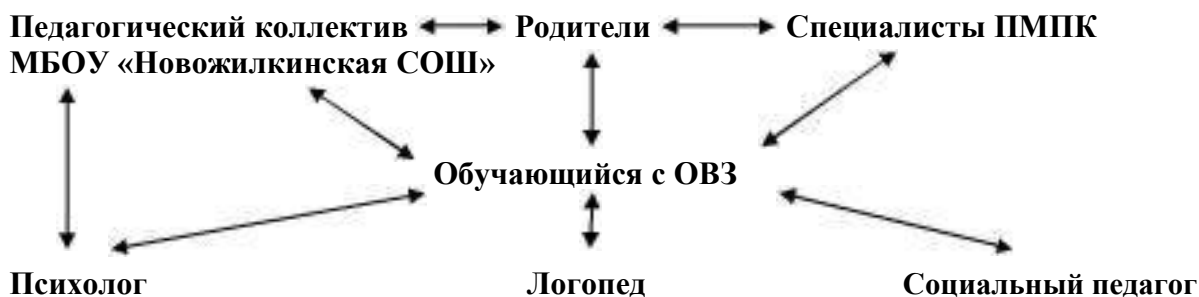 Педагогический коллектив Родители Специалисты ПМПК
МБОУ «Новожилкинская СОШ»
Обучающийся с ОВЗ
Психолог Логопед Социальный педагог